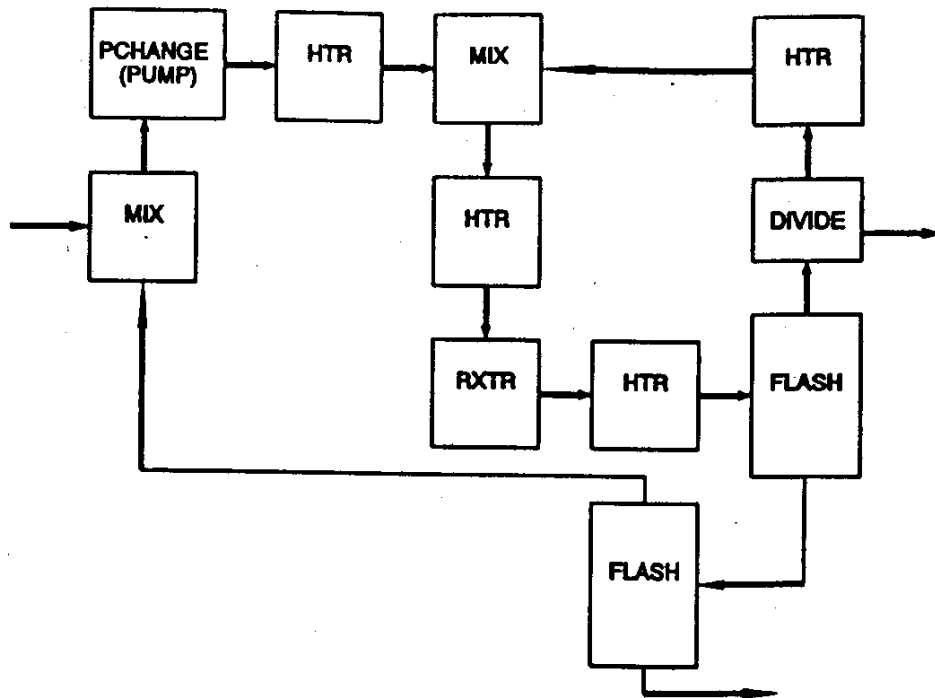 PCHANGE
(PUMP)
HTR
MIX
HTR
MIX
HTR
DIVIDE
RXTR
HTR
FLASH
FLASH